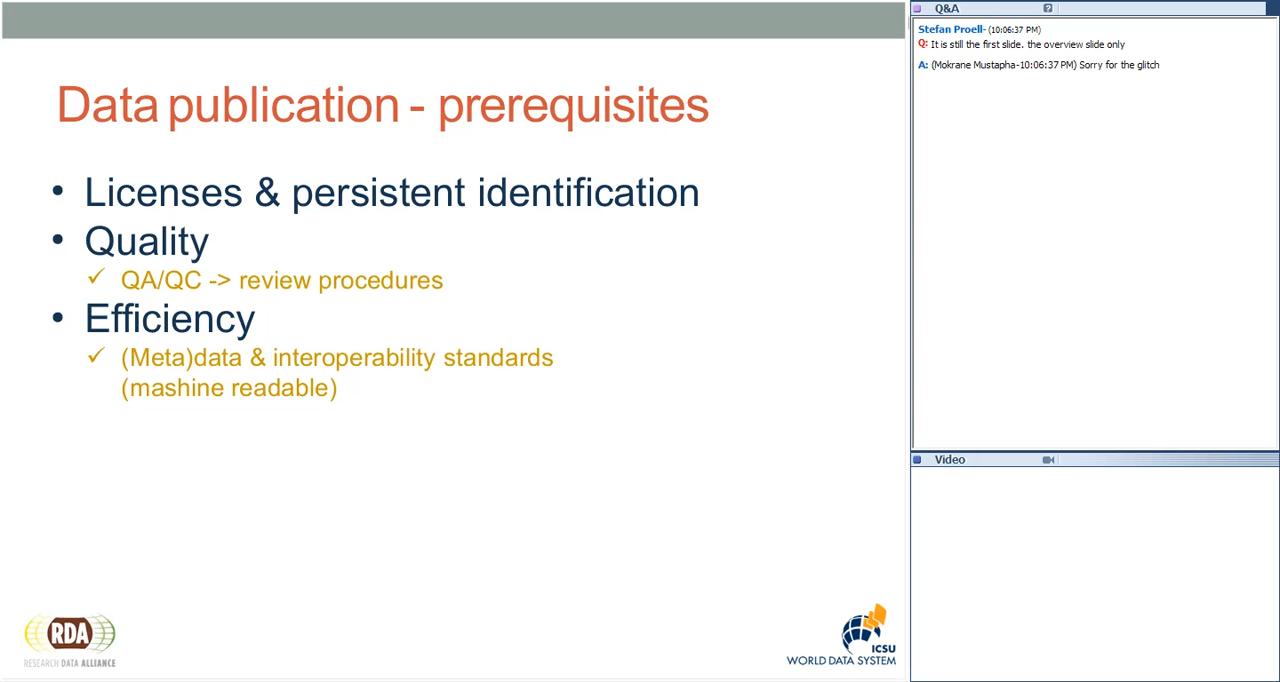 Data publication - prerequisites
• Licenses & persistent identification
• Quality
✓ QA/QC -> review procedures
• Efficiency
✓ (Meta)data & interoperability standards
(mashine readable)
RDA
RESEARCH DATA ALLIANCE
ICSU
WORLD DATA SYSTEM
Q&A
?
Stefan Proell- (10:06:37 PM)
Q: It is still the first slide. the overview slide only
A: (Mokrane Mustapha-10:06:37 PM) Sorry for the glitch
Video